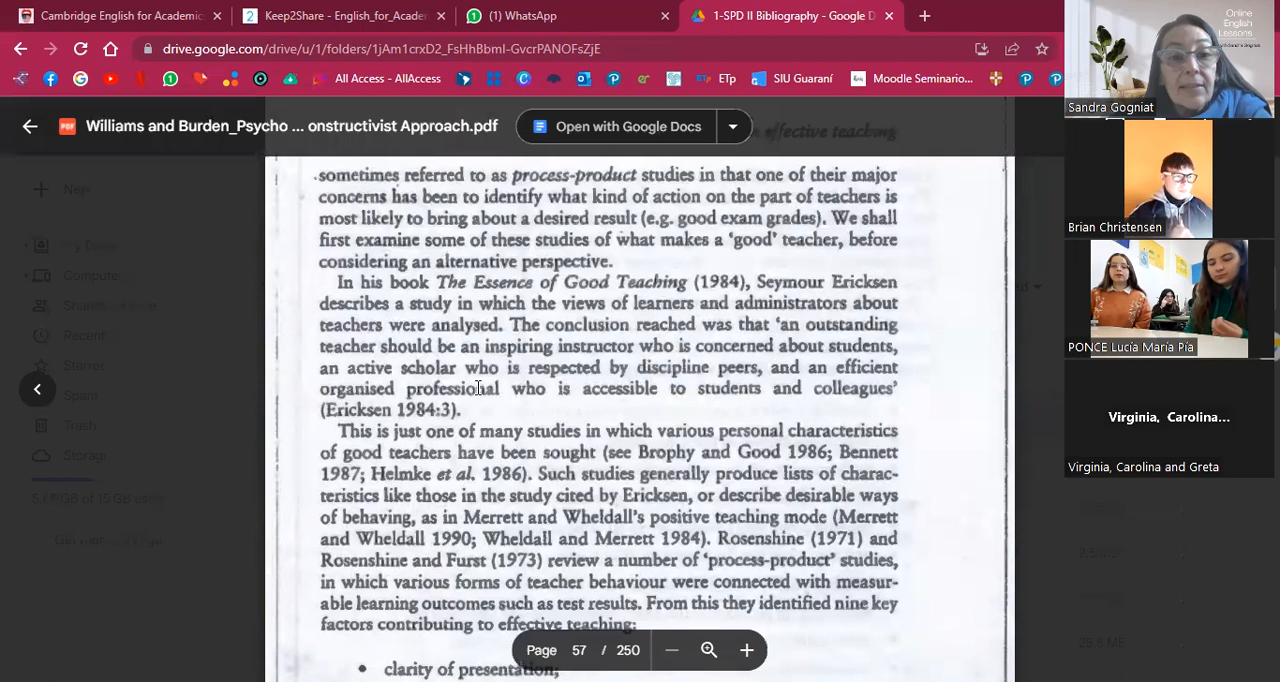 Cambridge English for Academic
Keep2Share - English_for_Acader
(1) WhatsApp
1-SPD II Bibliography - Google D
drive.google.com/drive/u/1/folders/1jAm1crxD2_FsHhBbmI-GvcrPANOFsZjE
All Access - AllAccess
ETp
SIU Guaraní
Moodle Seminario...
Online
English
Lessons
Williams and Burden_Psycho ... onstructivist Approach.pdf
Open with Google Docs
effective teaching
sometimes referred to as process-product studies in that one of their major
concerns has been to identify what kind of action on the part of teachers is
most likely to bring about a desired result (e.g. good exam grades). We shall
first examine some of these studies of what makes a 'good' teacher, before
considering an alternative perspective.
In his book The Essence of Good Teaching (1984), Seymour Ericksen
describes a study in which the views of learners and administrators about
teachers were analysed. The conclusion reached was that 'an outstanding
teacher should be an inspiring instructor who is concerned about students,
an active scholar who is respected by discipline peers, and an efficient
organised professional who is accessible to students and colleagues'
(Ericksen 1984:3).
This is just one of many studies in which various personal characteristics
of good teachers have been sought (see Brophy and Good 1986; Bennett
1987; Helmke et al. 1986). Such studies generally produce lists of charac-
teristics like those in the study cited by Ericksen, or describe desirable ways
of behaving, as in Merrett and Wheldall's positive teaching mode (Merrett
and Wheldall 1990; Wheldall and Merrett 1984). Rosenshine (1971) and
Rosenshine and Furst (1973) review a number of 'process-product' studies,
in which various forms of teacher behaviour were connected with measur-
able learning outcomes such as test results. From this they identified nine key
factors contributing to effective teaching:
• clarity of presentation;
Page 57 / 250
New
Recent
Spam
Trash
Storag
Sandra Gogniat
Brian Christensen
PONCE Lucía María Pía
Virginia, Carolina...
Virginia, Carolina and Greta